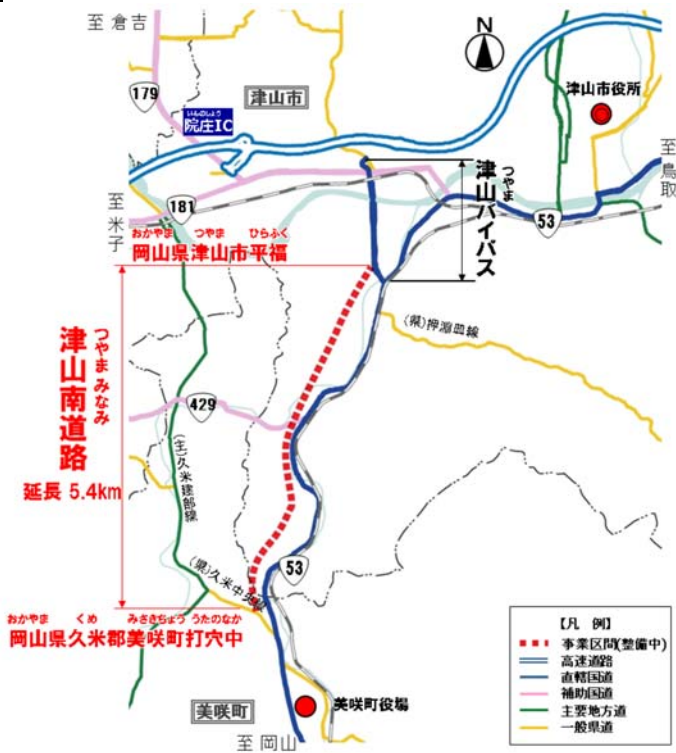 至 倉吉
N
179
津山市
津山市役所
いんのしょう
院庄IC
至 鳥取
至 米子
181
つやま
津山バイパス
53
おかやま つやま ひらふく
岡山県津山市平福
(県)押淵皿線
つやま みなみ
津山南道路
延長 5.4km
429
(主)久米建部線
(県)久米中央線
53
おかやま くめ みさきちょう うたのなか
岡山県久米郡美咲町打穴中
美咲町
美咲町役場
至 岡山
【凡 例】
事業区間(整備中)
高速道路
直轄国道
補助国道
主要地方道
一般県道